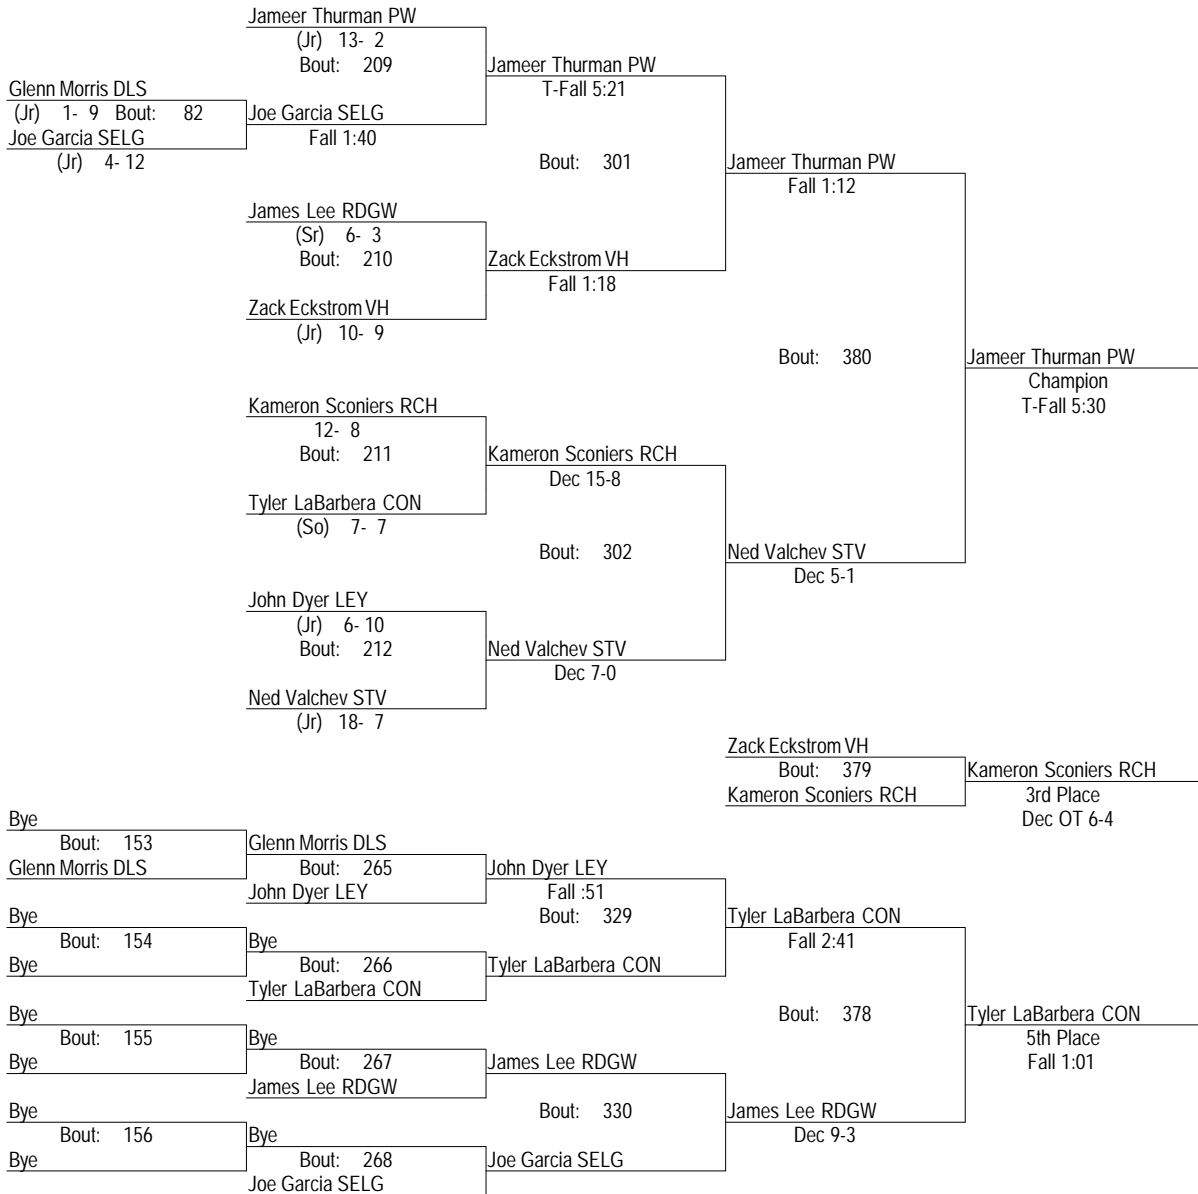 Jameer Thurman PW
(Jr) 13- 2
Bout: 209
Jameer Thurman PW
T-Fall 5:21
Glenn Morris DLS
(Jr) 1- 9 Bout: 82
Joe Garcia SELG
Joe Garcia SELG
Fall 1:40
(Jr) 4- 12
Bout: 301
Jameer Thurman PW
Fall 1:12
James Lee RDGW
(Sr) 6- 3
Bout: 210
Zack Eckstrom VH
Fall 1:18
Zack Eckstrom VH
(Jr) 10- 9
Bout: 380
Jameer Thurman PW
Champion
T-Fall 5:30
Kameron Sconiers RCH
12- 8
Bout: 211
Kameron Sconiers RCH
Dec 15-8
Tyler LaBarbera CON
(So) 7- 7
Bout: 302
Ned Valchev STV
Dec 5-1
John Dyer LEY
(Jr) 6- 10
Bout: 212
Ned Valchev STV
Dec 7-0
Ned Valchev STV
(Jr) 18- 7
Zack Eckstrom VH
Bout: 379
Kameron Sconiers RCH
Kameron Sconiers RCH
3rd Place
Dec OT 6-4
Bye
Bout: 153
Glenn Morris DLS
Glenn Morris DLS
Bout: 265
John Dyer LEY
John Dyer LEY
Fall :51
Bout: 329
Tyler LaBarbera CON
Fall 2:41
Bye
Bout: 154
Bye
Bye
Bout: 266
Tyler LaBarbera CON
Tyler LaBarbera CON
Bout: 378
Tyler LaBarbera CON
5th Place
Fall 1:01
Bye
Bout: 155
Bye
Bye
Bout: 267
James Lee RDGW
James Lee RDGW
Bout: 330
James Lee RDGW
Dec 9-3
Bye
Bout: 156
Bye
Bye
Bout: 268
Joe Garcia SELG
Joe Garcia SELG